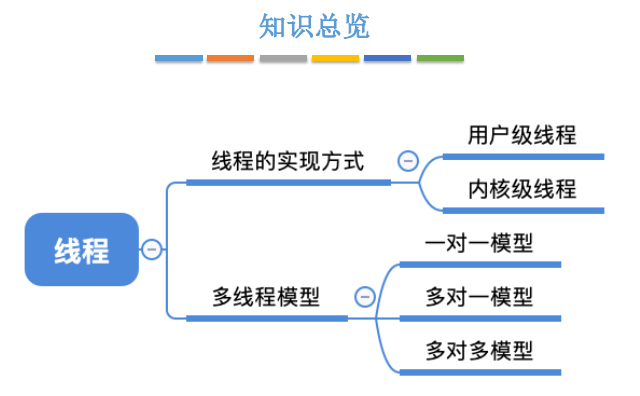 知识总览
线程
线程的实现方式
用户级线程
内核级线程
多线程模型
一对一模型
多对一模型
多对多模型